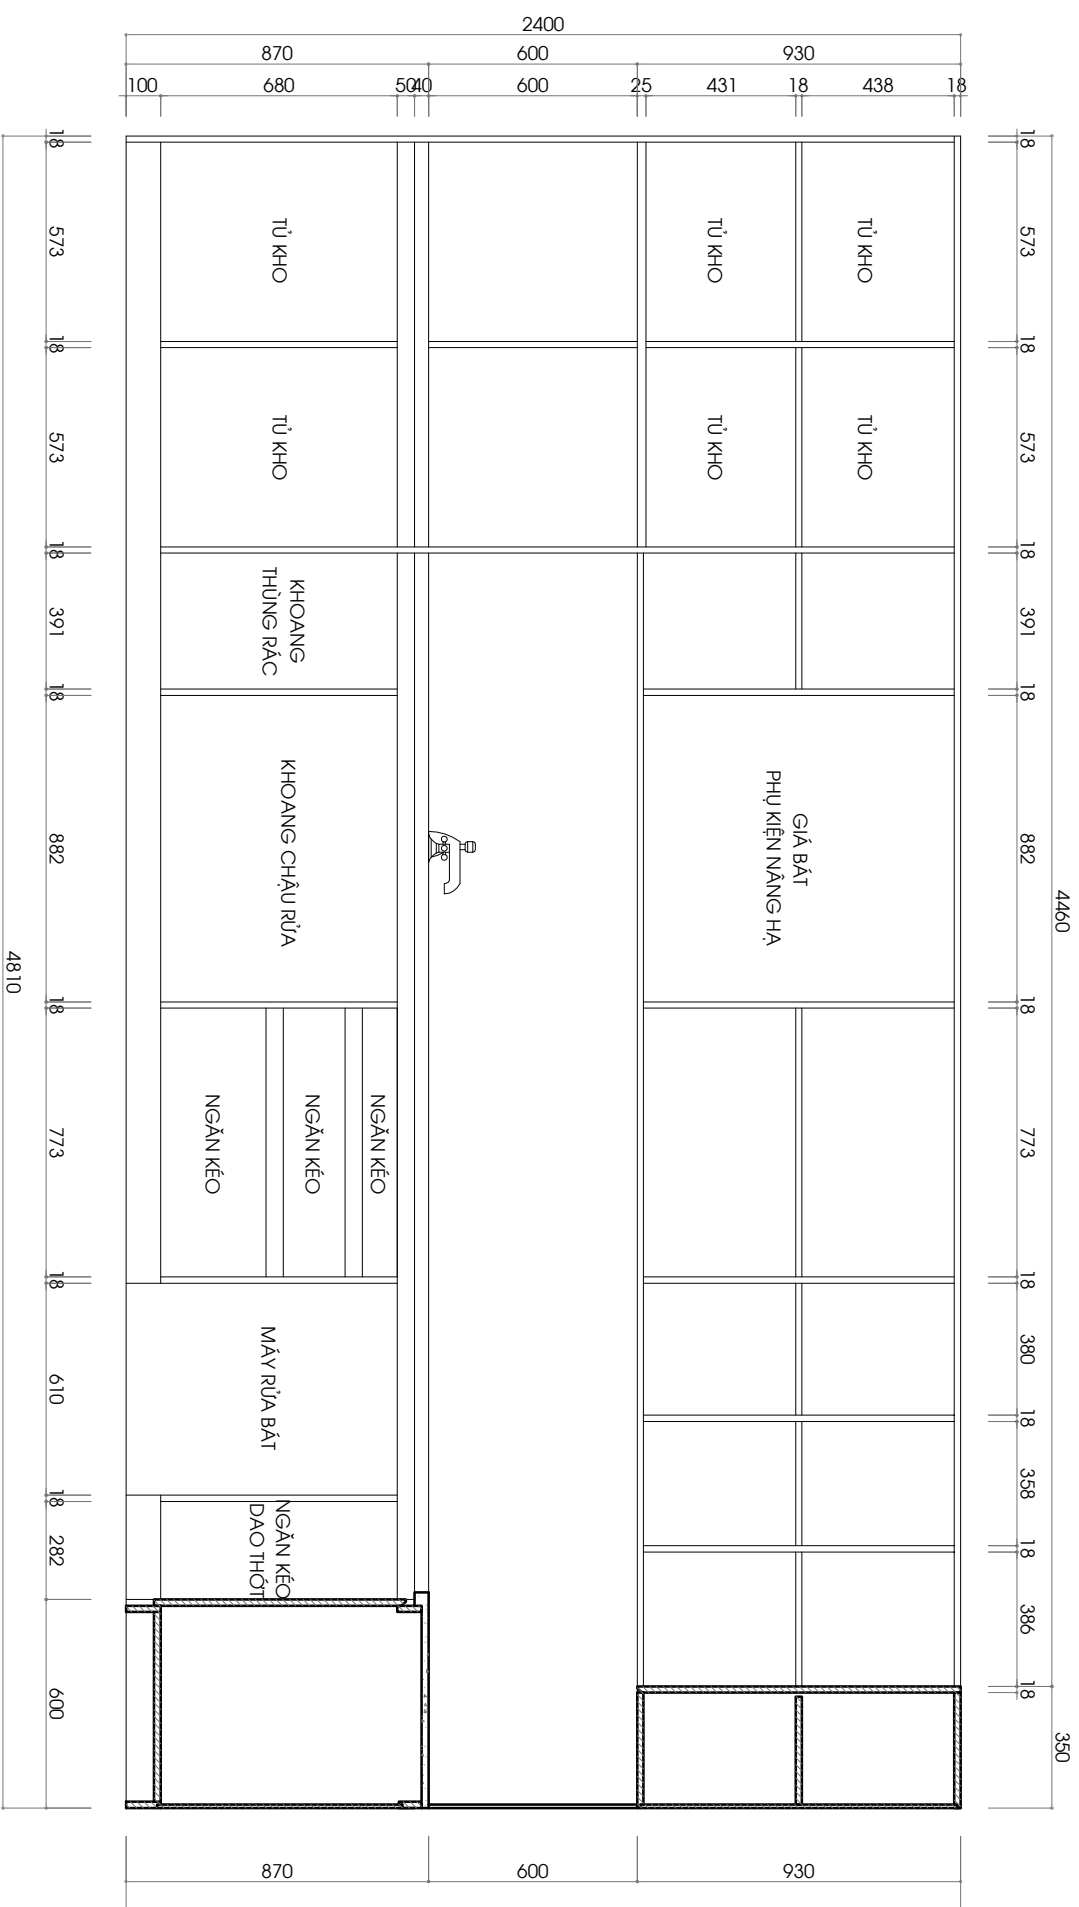 2400
870 600 930
100 680 50 40 600 25 431 18 438 18
18 573 18 573 18 391 18 882 18 773 18 380 18 358 18 386 18
4460 350
TỦ KHO
TỦ KHO
TỦ KHO
TỦ KHO
TỦ KHO
TỦ KHO
GIÁ BÁT
PHỤ KIỆN NÂNG HẠ
KHOANG
THÙNG RÁC
KHOANG CHẬU RỬA
NGĂN KÉO
NGĂN KÉO
NGĂN KÉO
MÁY RỬA BÁT
NGĂN KÉO
DAO THỚT
18 573 18 573 18 391 18 882 18 773 18 610 18 282 600
4810
870 600 930